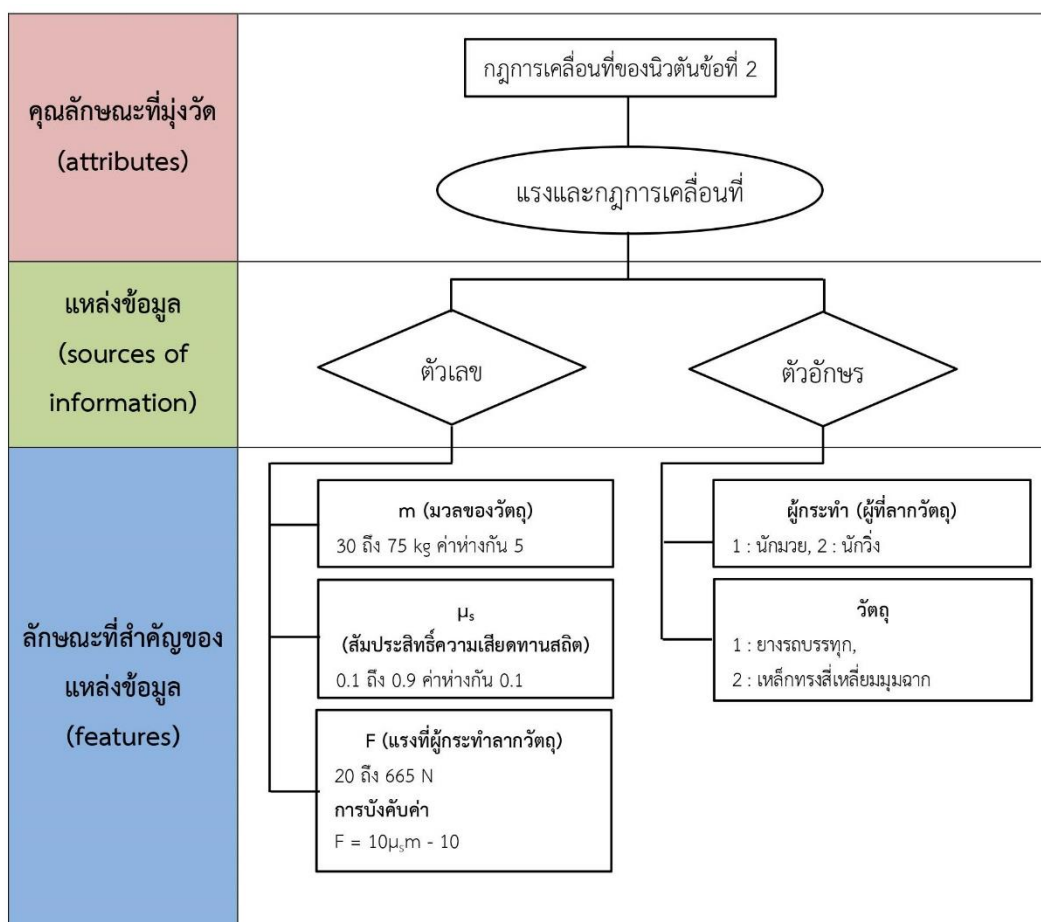 คุณลักษณะที่มุ่งวัด
(attributes)
กฎการเคลื่อนที่ของนิวตันข้อที่ 2
แรงและกฎการเคลื่อนที่
แหล่งข้อมูล
(sources of
information)
ตัวเลข
ตัวอักษร
ลักษณะที่สำคัญของ
แหล่งข้อมูล
(features)
m (มวลของวัตถุ)
30 ถึง 75 kg ค่าห่างกัน 5
μₛ
(สัมประสิทธิ์ความเสียดทานสถิต)
0.1 ถึง 0.9 ค่าห่างกัน 0.1
F (แรงที่ผู้กระทำลากวัตถุ)
20 ถึง 665 N
การบังคับค่า
F = 10μₛm - 10
ผู้กระทำ (ผู้ที่ลากวัตถุ)
1 : นักมวย, 2 : นักวิ่ง
วัตถุ
1 : ยางรถบรรทุก,
2 : เหล็กทรงสี่เหลี่ยมมุมฉาก